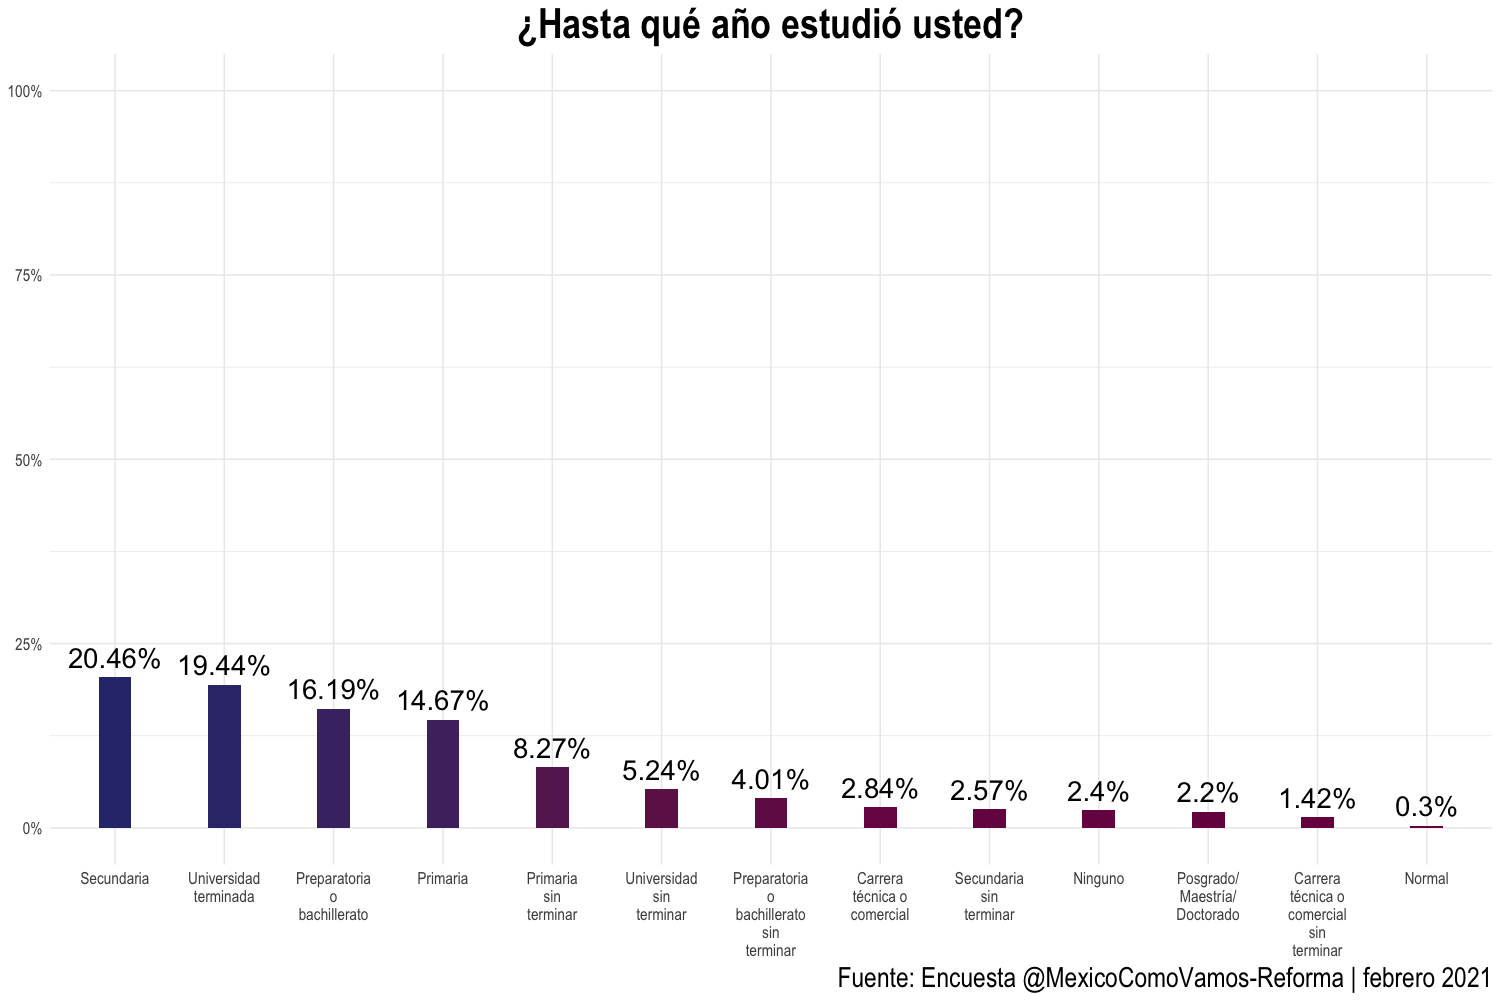 ¿Hasta qué año estudió usted?
100%
75%
50%
25%
0%
20.46%
19.44%
16.19%
14.67%
8.27%
5.24%
4.01%
2.84%
2.57%
2.4%
2.2%
1.42%
0.3%
Secundaria
Universidad
terminada
Preparatoria
o
bachillerato
Primaria
Primaria
sin
terminar
Universidad
sin
terminar
Preparatoria
o
bachillerato
sin
terminar
Carrera
técnica o
comercial
Secundaria
sin
terminar
Ninguno
Posgrado/
Maestría/
Doctorado
Carrera
técnica o
comercial
sin
terminar
Normal
Fuente: Encuesta @MexicoComoVamos-Reforma | febrero 2021